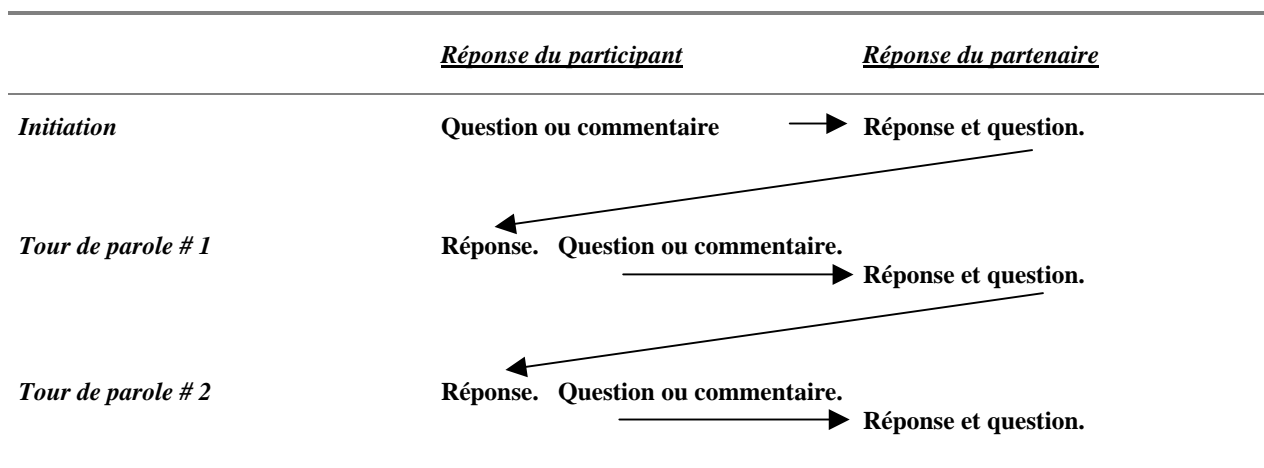 Réponse du participant Réponse du partenaire
Initiation Question ou commentaire Réponse et question.
Tour de parole # 1 Réponse. Question ou commentaire.
Réponse et question.
Tour de parole # 2 Réponse. Question ou commentaire.
Réponse et question.